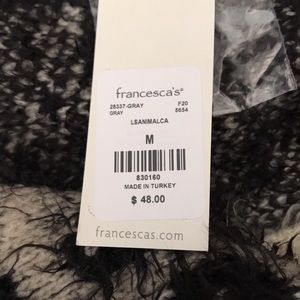 francesca's®
28337-GRAY F20
GRAY 5654
LSANIMALCA
M
830160
MADE IN TURKEY
$ 48.00
francescas.com